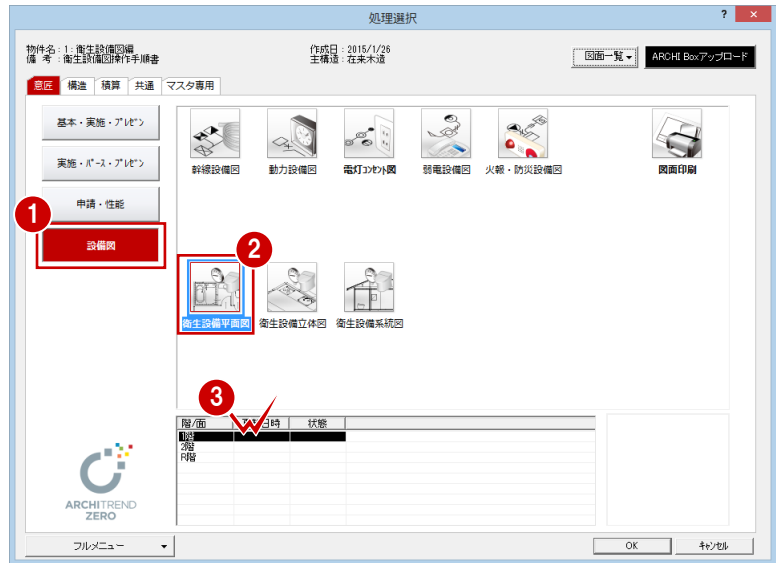 処理選択
? ×
物件名：1：衛生設備図編
備　考　：衛生設備図操作手順書
作成日：2015/1/26
主構造：在来木造
図面一覧
ARCHI Boxアップロード
意匠 構造 積算 共通 マスタ専用
基本・実施・ﾌﾟﾚｾﾞﾝ
実施・ﾊﾟｰｽ・ﾌﾟﾚｾﾞﾝ
申請・性能
設備図
1
幹線設備図 動力設備図 電灯ｺﾝｾﾝﾄ図 弱電設備図 火報・防災設備図 図面印刷
2
衛生設備平面図 衛生設備立体図 衛生設備系統図
3
階/面 日時 状態
1階
2階
R階
ARCHITREND
ZERO
フルメニュー
OK ｷｬﾝｾﾙ